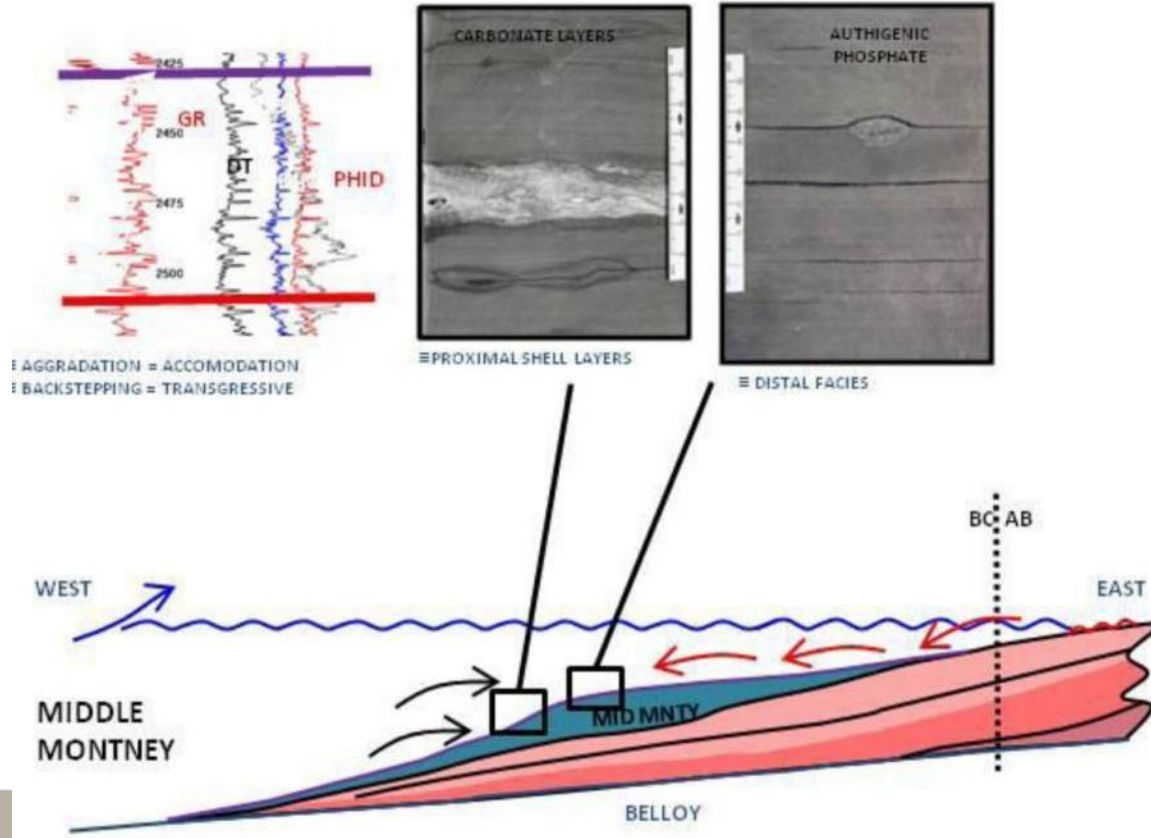 2425
GR
2450
DT
PHID
2475
2500
≡ AGGRADATION = ACCOMODATION
≡ BACKSTEPPING = TRANSGRESSIVE
CARBONATE LAYERS
≡PROXIMAL SHELL LAYERS
AUTHIGENIC
PHOSPHATE
≡ DISTAL FACIES
BC AB
WEST
EAST
MIDDLE
MONTNEY
MID MNTY
BELLOY